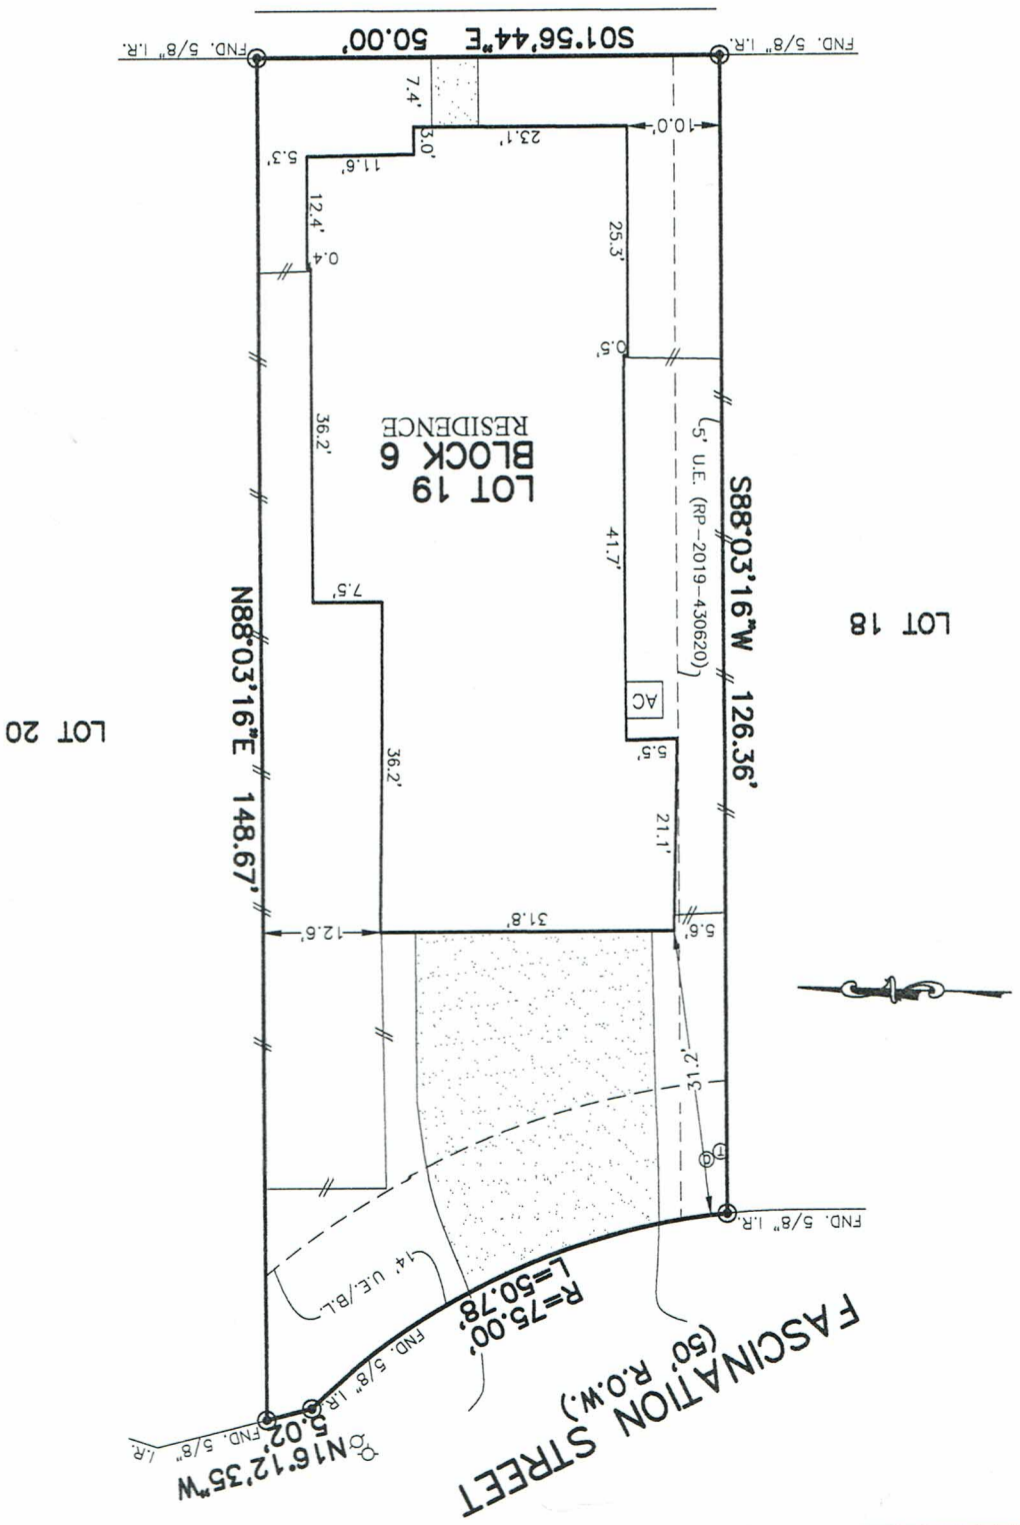 FASCINATION STREET
(50' R.O.W.)
N16°12'35"W
5.02'
FND. 5/8" I.R.
FND. 5/8" I.R.
R=75.00'
L=50.78'
14' U.E./B.L.
FND. 5/8" I.R.
T
D
31.2'
12.6'
31.8'
5.6'
21.1'
36.2'
5.5'
AC
LOT 20
LOT 18
N88°03'16"E 148.67'
S88°03'16"W 126.36'
5' U.E. (RP-2019-430620)
7.5'
41.7'
LOT 19
BLOCK 6
RESIDENCE
36.2'
0.5'
0.4'
25.3'
12.4'
5.3'
11.6'
3.0'
23.1'
10.0'
7.4'
FND. 5/8" I.R.
S01°56'44"E 50.00'
FND. 5/8" I.R.